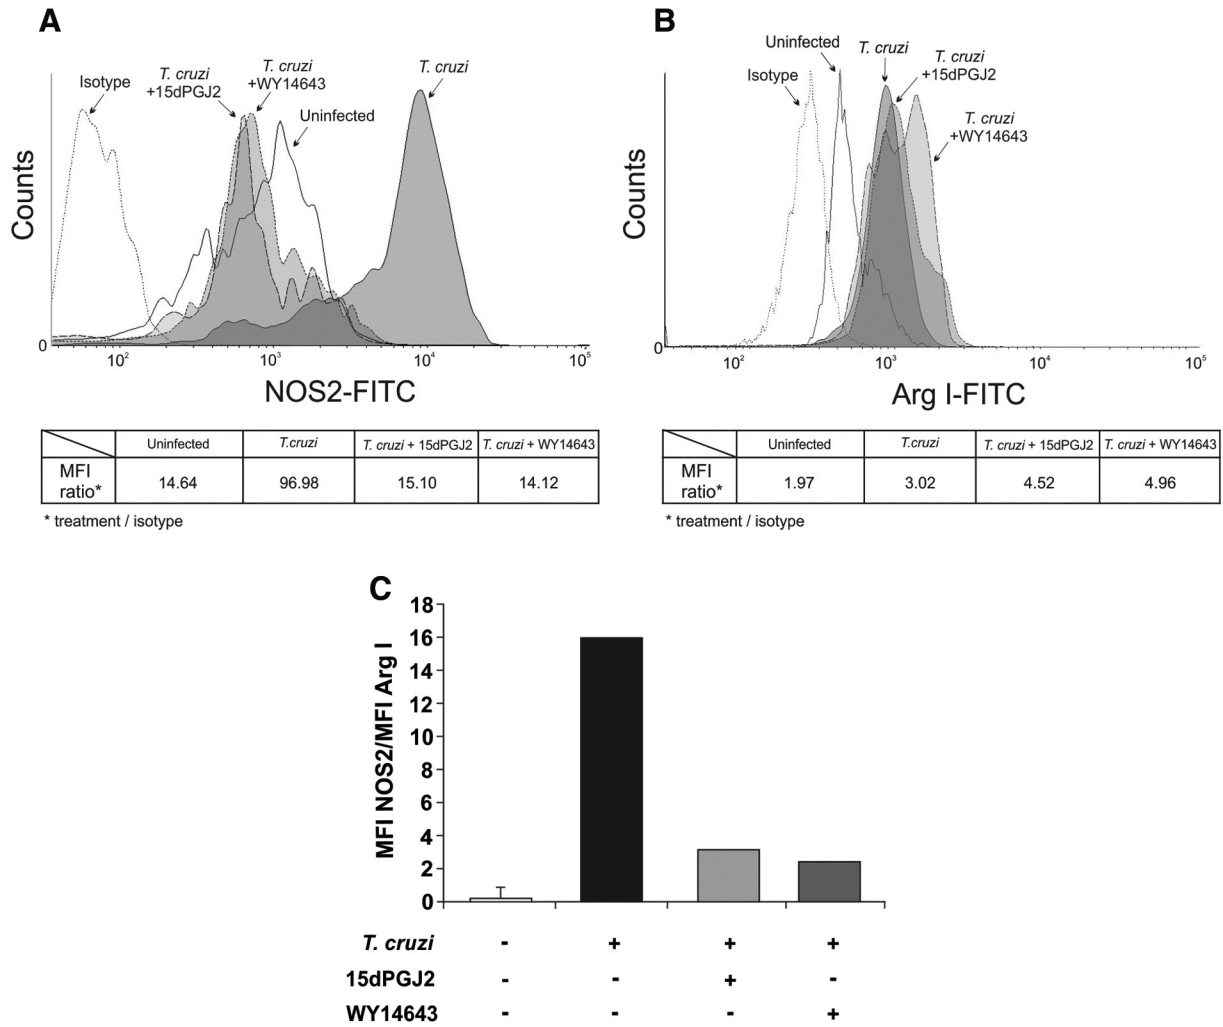 A
Isotype
T. cruzi
+15dPGJ2
T. cruzi
+WY14643
Uninfected
T. cruzi
Counts
0
10² 10³ 10⁴ 10⁵
NOS2-FITC
Uninfected T.cruzi T. cruzi + 15dPGJ2 T. cruzi + WY14643
MFI
ratio* 14.64 96.98 15.10 14.12
* treatment / isotype
B
Uninfected
Isotype
T. cruzi
T. cruzi
+15dPGJ2
T. cruzi
+WY14643
Counts
0
10² 10³ 10⁴ 10⁵
Arg I-FITC
Uninfected T.cruzi T. cruzi + 15dPGJ2 T. cruzi + WY14643
MFI
ratio* 1.97 3.02 4.52 4.96
* treatment / isotype
C
MFI NOS2/MFI Arg I
18
16
14
12
10
8
6
4
2
0
T. cruzi - + + +
15dPGJ2 - - + -
WY14643 - - - +